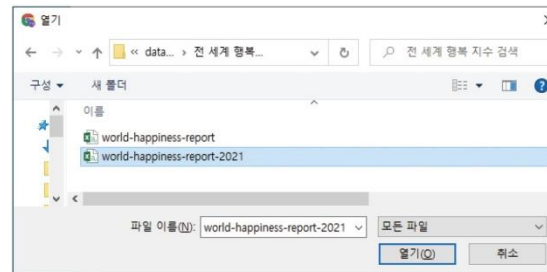 열기
« data... › 전 세계 행복... 전 세계 행복 지수 검색
구성 새 폴더
이름
world-happiness-report
world-happiness-report-2021
파일 이름(N): world-happiness-report-2021 모든 파일
열기(O) 취소